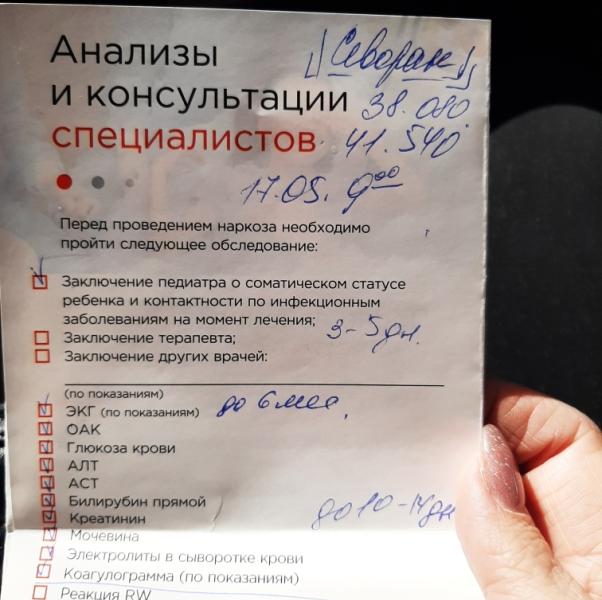 Анализы
и консультации
специалистов
"Севоран"
38.080
41.540
17.05. 9⁰⁰
Перед проведением наркоза необходимо
пройти следующее обследование:
Заключение педиатра о соматическом статусе
ребенка и контактности по инфекционным
заболеваниям на момент лечения;
3-5 дн.
Заключение терапевта;
Заключение других врачей:
(по показаниям)
ЭКГ (по показаниям) до 6 мес,
ОАК
Глюкоза крови
АЛТ
АСТ
Билирубин прямой
Креатинин до 10-14 дн
Мочевина
Электролиты в сыворотке крови
Коагулограмма (по показаниям)
Реакция RW